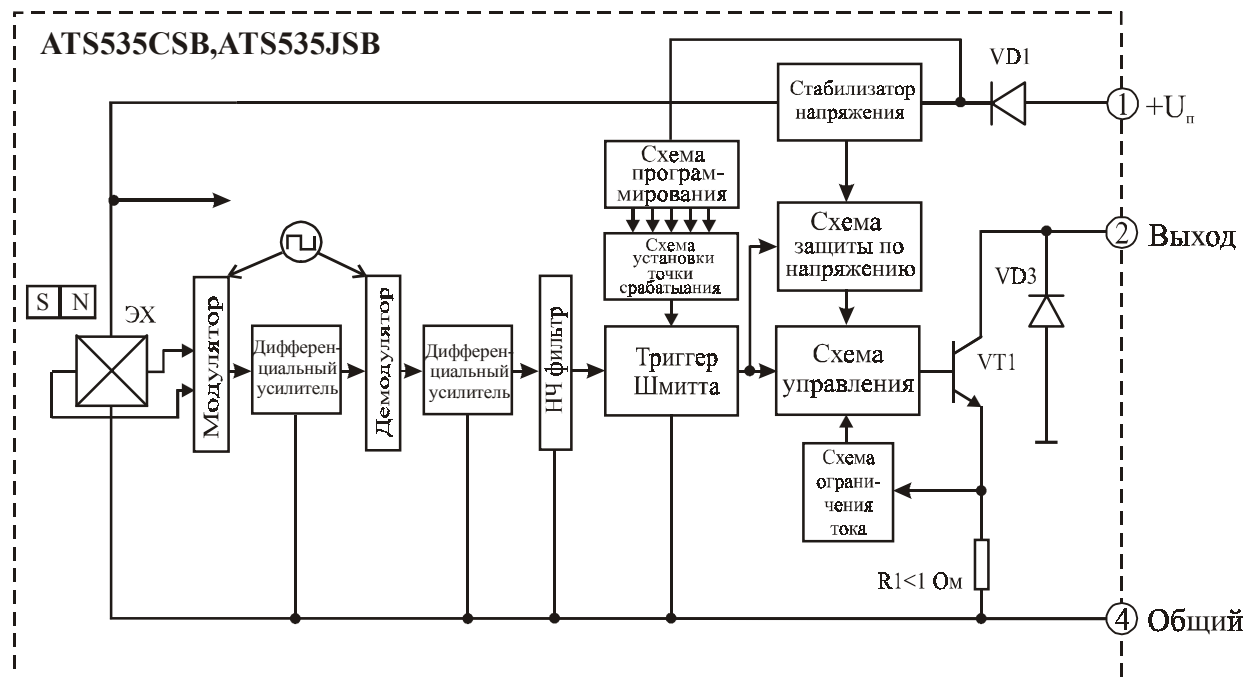 ATS535CSB,ATS535JSB
VD1
Стабилизатор
напряжения
1
+Uп
Схема
програм-
мирования
Схема
установки
точки
срабатыания
Схема
защиты по
напряжению
2
Выход
VD3
S N
ЭХ
Модулятор
Дифферен-
циальный
усилитель
Демодулятор
Дифферен-
циальный
усилитель
НЧ фильтр
Триггер
Шмитта
Схема
управления
VT1
Схема
ограни-
чения
тока
R1<1 Ом
4
Общий